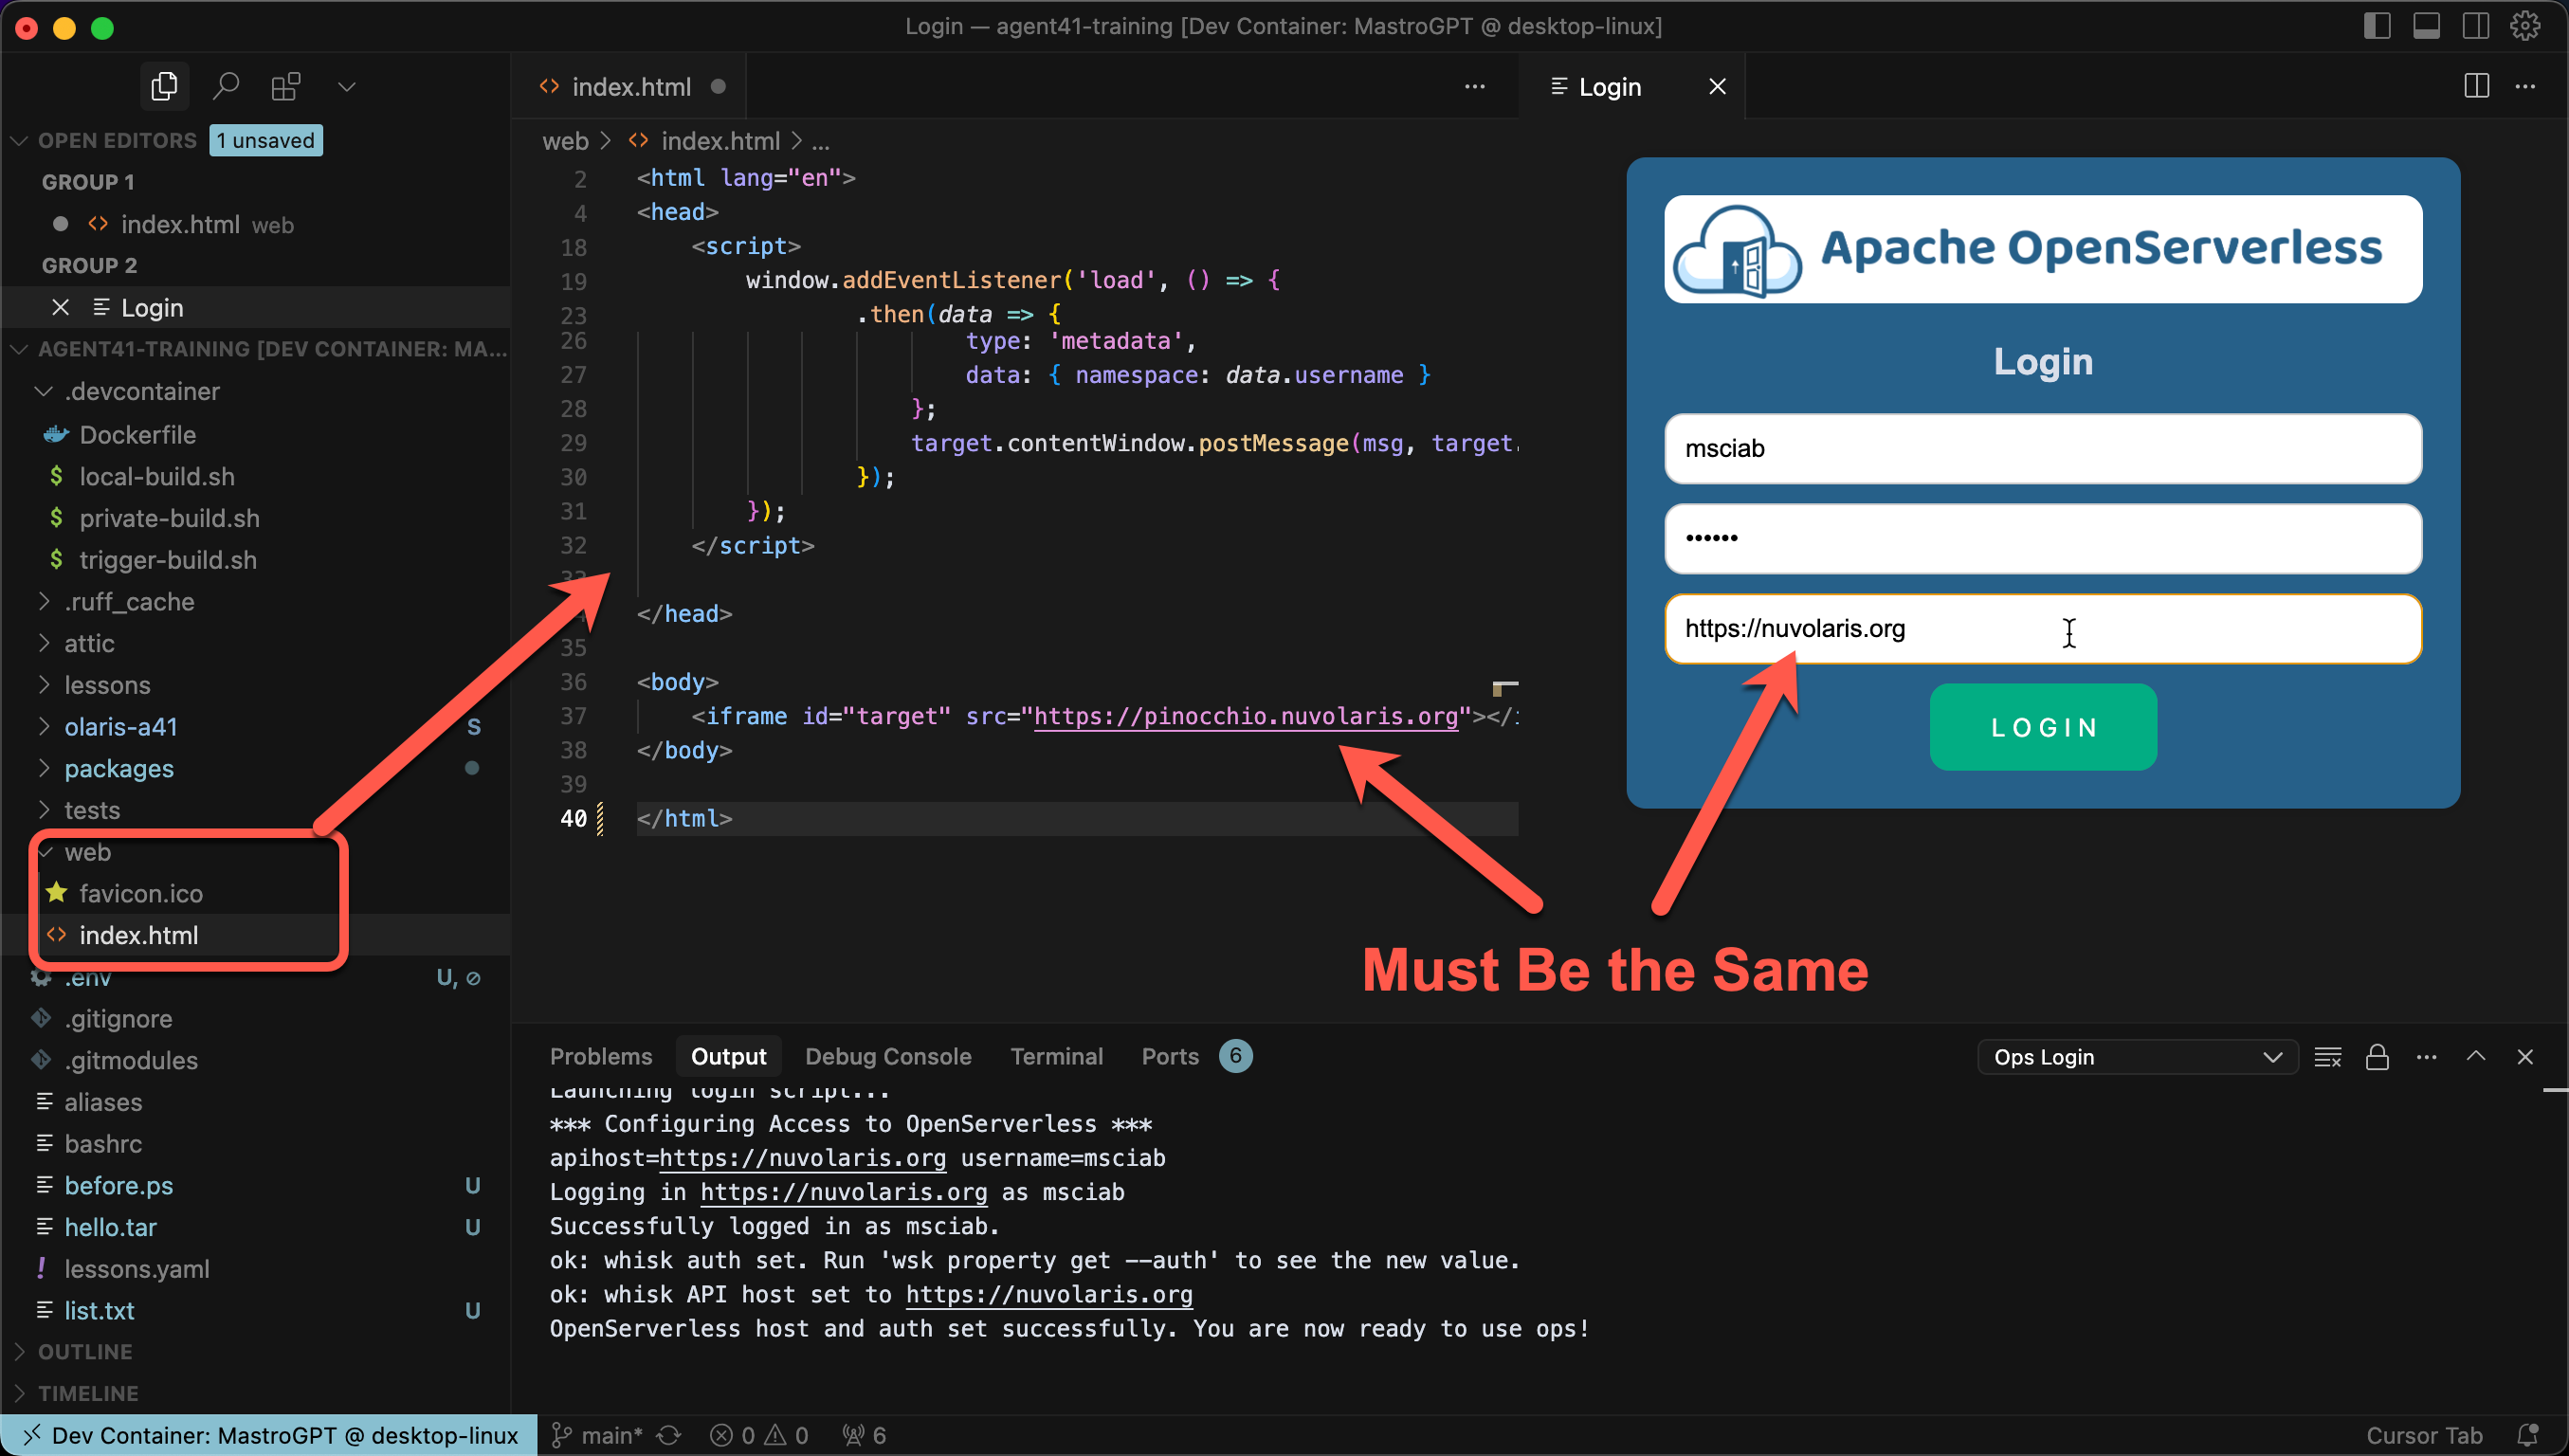 Login — agent41-training [Dev Container: MastroGPT @ desktop-linux]
OPEN EDITORS 1 unsaved
GROUP 1
index.html web
GROUP 2
Login
AGENT41-TRAINING [DEV CONTAINER: MA...
.devcontainer
Dockerfile
$ local-build.sh
$ private-build.sh
$ trigger-build.sh
.ruff_cache
attic
lessons
olaris-a41 S
packages
tests
web
favicon.ico
index.html
.env U,
.gitignore
.gitmodules
aliases
bashrc
before.ps U
hello.tar U
! lessons.yaml
list.txt U
OUTLINE
TIMELINE
index.html
web > index.html > ...
2 <html lang="en">
4 <head>
18 <script>
19 window.addEventListener('load', () => {
23 .then(data => {
26 type: 'metadata',
27 data: { namespace: data.username }
28 };
29 target.contentWindow.postMessage(msg, target.
30 });
31 });
32 </script>
33
</head>
35
36 <body>
37 <iframe id="target" src="https://pinocchio.nuvolaris.org"></i
38 </body>
39
40 </html>
Login
Apache OpenServerless
Login
msciab
••••••
https://nuvolaris.org
LOGIN
Must Be the Same
Problems Output Debug Console Terminal Ports 6
Ops Login
Launching login script...
*** Configuring Access to OpenServerless ***
apihost=https://nuvolaris.org username=msciab
Logging in https://nuvolaris.org as msciab
Successfully logged in as msciab.
ok: whisk auth set. Run 'wsk property get --auth' to see the new value.
ok: whisk API host set to https://nuvolaris.org
OpenServerless host and auth set successfully. You are now ready to use ops!
Dev Container: MastroGPT @ desktop-linux main* 0 0 6 Cursor Tab